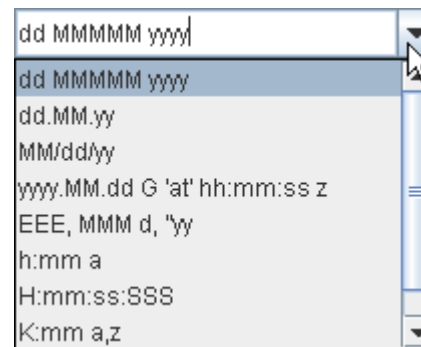 dd MMMMM yyyy
dd MMMMM yyyy
dd.MM.yy
MM/dd/yy
yyyy.MM.dd G 'at' hh:mm:ss z
EEE, MMM d, ''yy
h:mm a
H:mm:ss:SSS
K:mm a,z